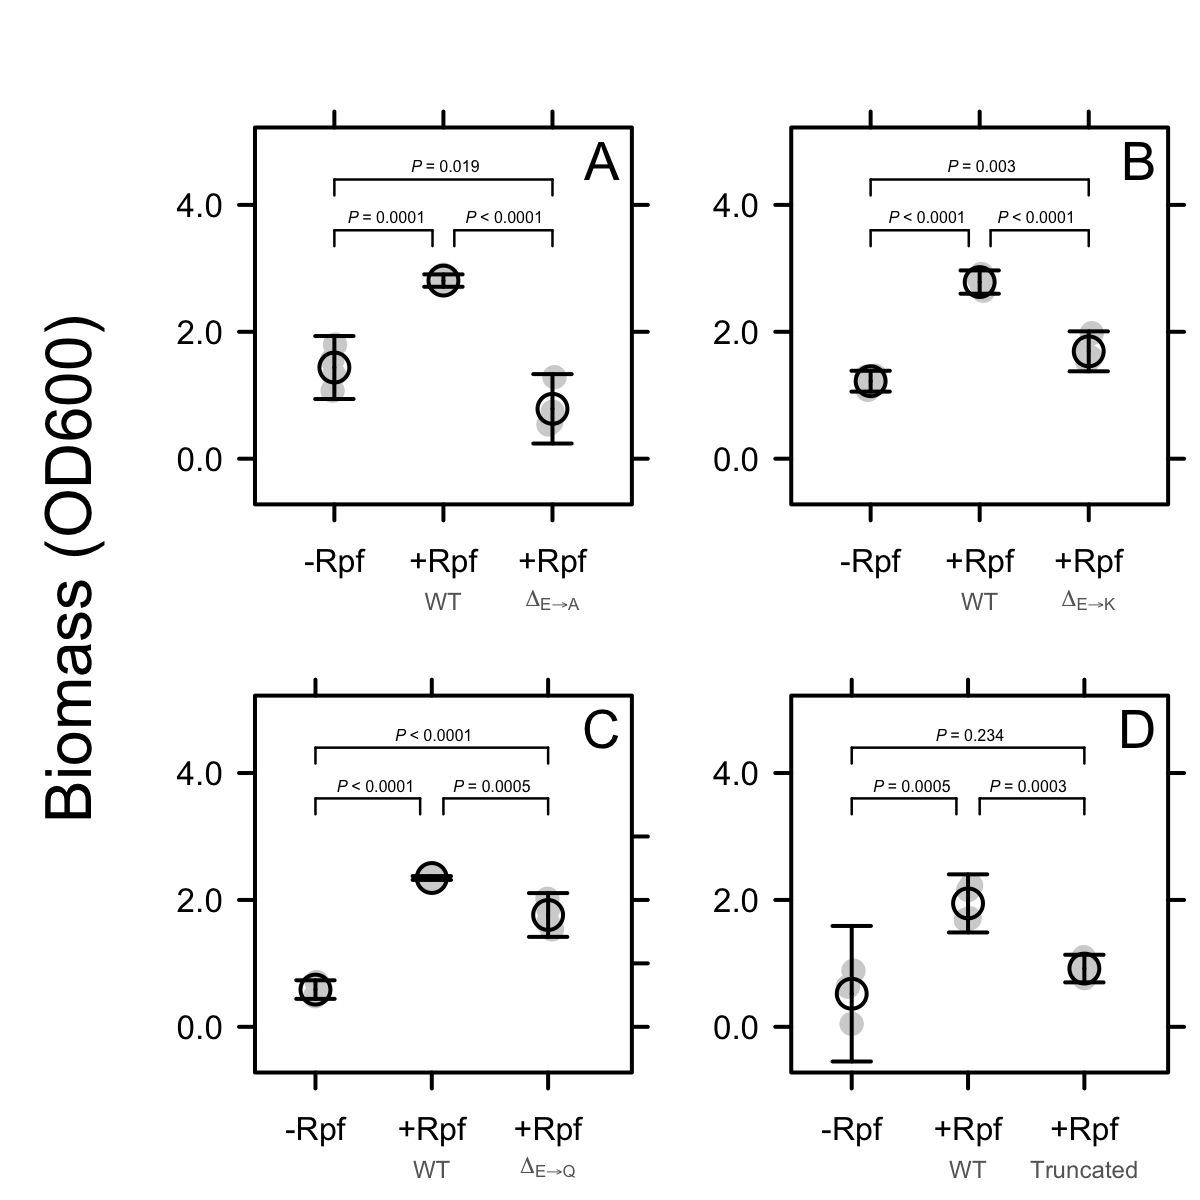 Biomass (OD600)
A
P = 0.019
P = 0.0001 P < 0.0001
4.0
2.0
0.0
-Rpf +Rpf +Rpf
WT ΔE→A
B
P = 0.003
P < 0.0001 P < 0.0001
4.0
2.0
0.0
-Rpf +Rpf +Rpf
WT ΔE→K
C
P < 0.0001
P < 0.0001 P = 0.0005
4.0
2.0
0.0
-Rpf +Rpf +Rpf
WT ΔE→Q
D
P = 0.234
P = 0.0005 P = 0.0003
4.0
2.0
0.0
-Rpf +Rpf +Rpf
WT Truncated